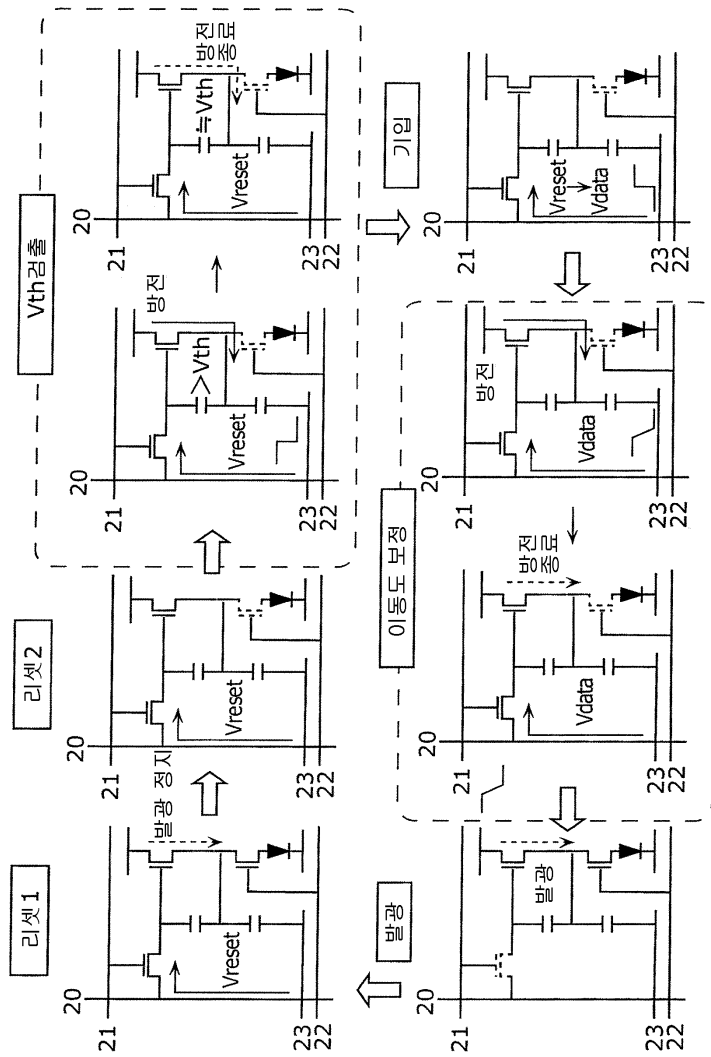 리셋1
20
21
발광 정지
Vreset
23
22
리셋2
20
21
Vreset
23
22
Vth검출
20
21
방전
>Vth
Vreset
23
22
20
21
방전
종료
≒Vth
Vreset
23
22
발광
20
21
발광
23
22
이동도 보정
20
21
방전
종료
Vdata
23
22
20
21
방전
Vdata
23
22
기입
20
21
Vreset
→
Vdata
23
22